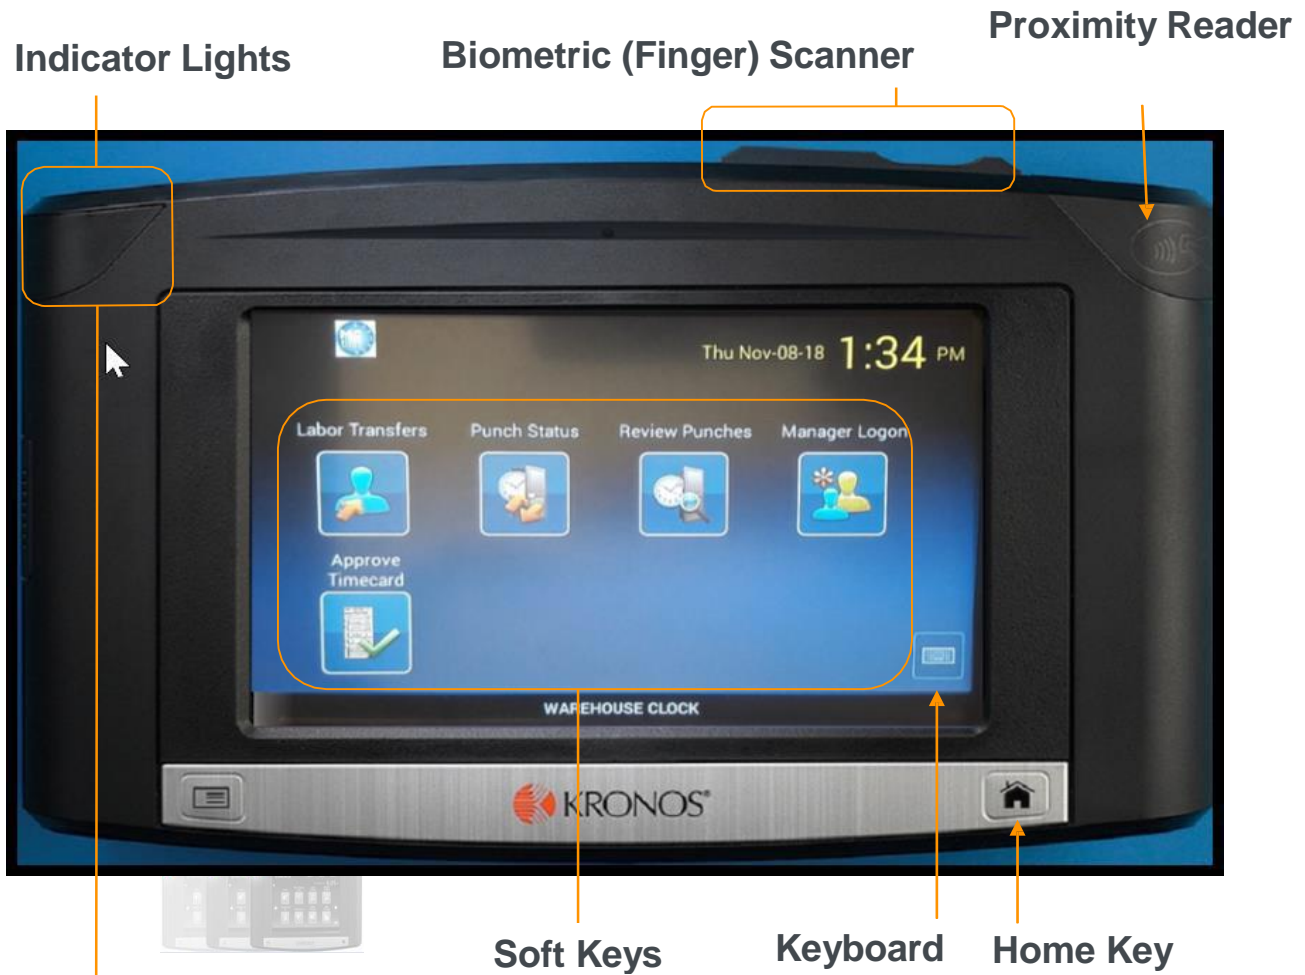 Proximity Reader
Indicator Lights
Biometric (Finger) Scanner
Thu Nov-08-18 1:34 PM
Labor Transfers
Punch Status
Review Punches
Manager Logon
Approve
Timecard
WAREHOUSE CLOCK
KRONOS®
Soft Keys
Keyboard
Home Key